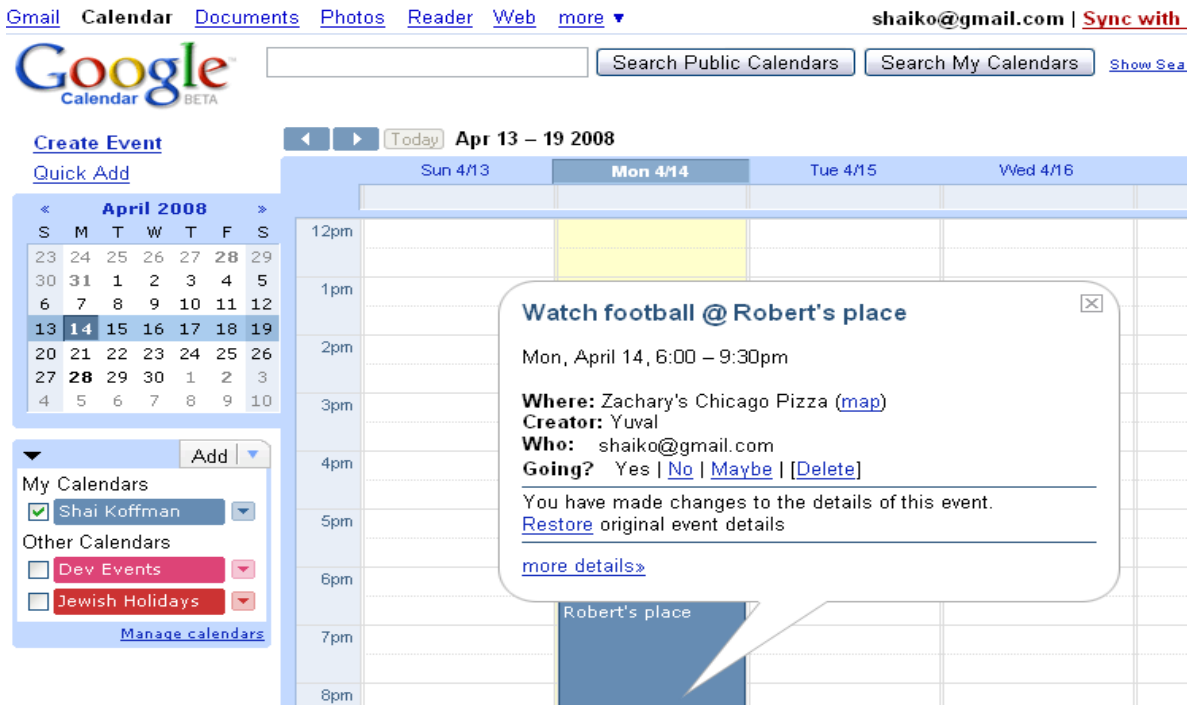 Gmail Calendar Documents Photos Reader Web more ▼ shaiko@gmail.com | Sync with
Google Calendar BETA
Search Public Calendars Search My Calendars Show Sea
Create Event
Quick Add
Today Apr 13 – 19 2008
Sun 4/13 Mon 4/14 Tue 4/15 Wed 4/16
« April 2008 »
S M T W T F S
23 24 25 26 27 28 29
30 31 1 2 3 4 5
6 7 8 9 10 11 12
13 14 15 16 17 18 19
20 21 22 23 24 25 26
27 28 29 30 1 2 3
4 5 6 7 8 9 10
Add
My Calendars
Shai Koffman
Other Calendars
Dev Events
Jewish Holidays
Manage calendars
12pm
1pm
2pm
3pm
4pm
5pm
6pm
7pm
8pm
Watch football @ Robert's place
Mon, April 14, 6:00 – 9:30pm
Where: Zachary's Chicago Pizza (map)
Creator: Yuval
Who: shaiko@gmail.com
Going? Yes | No | Maybe | [Delete]
You have made changes to the details of this event.
Restore original event details
more details»
Robert's place